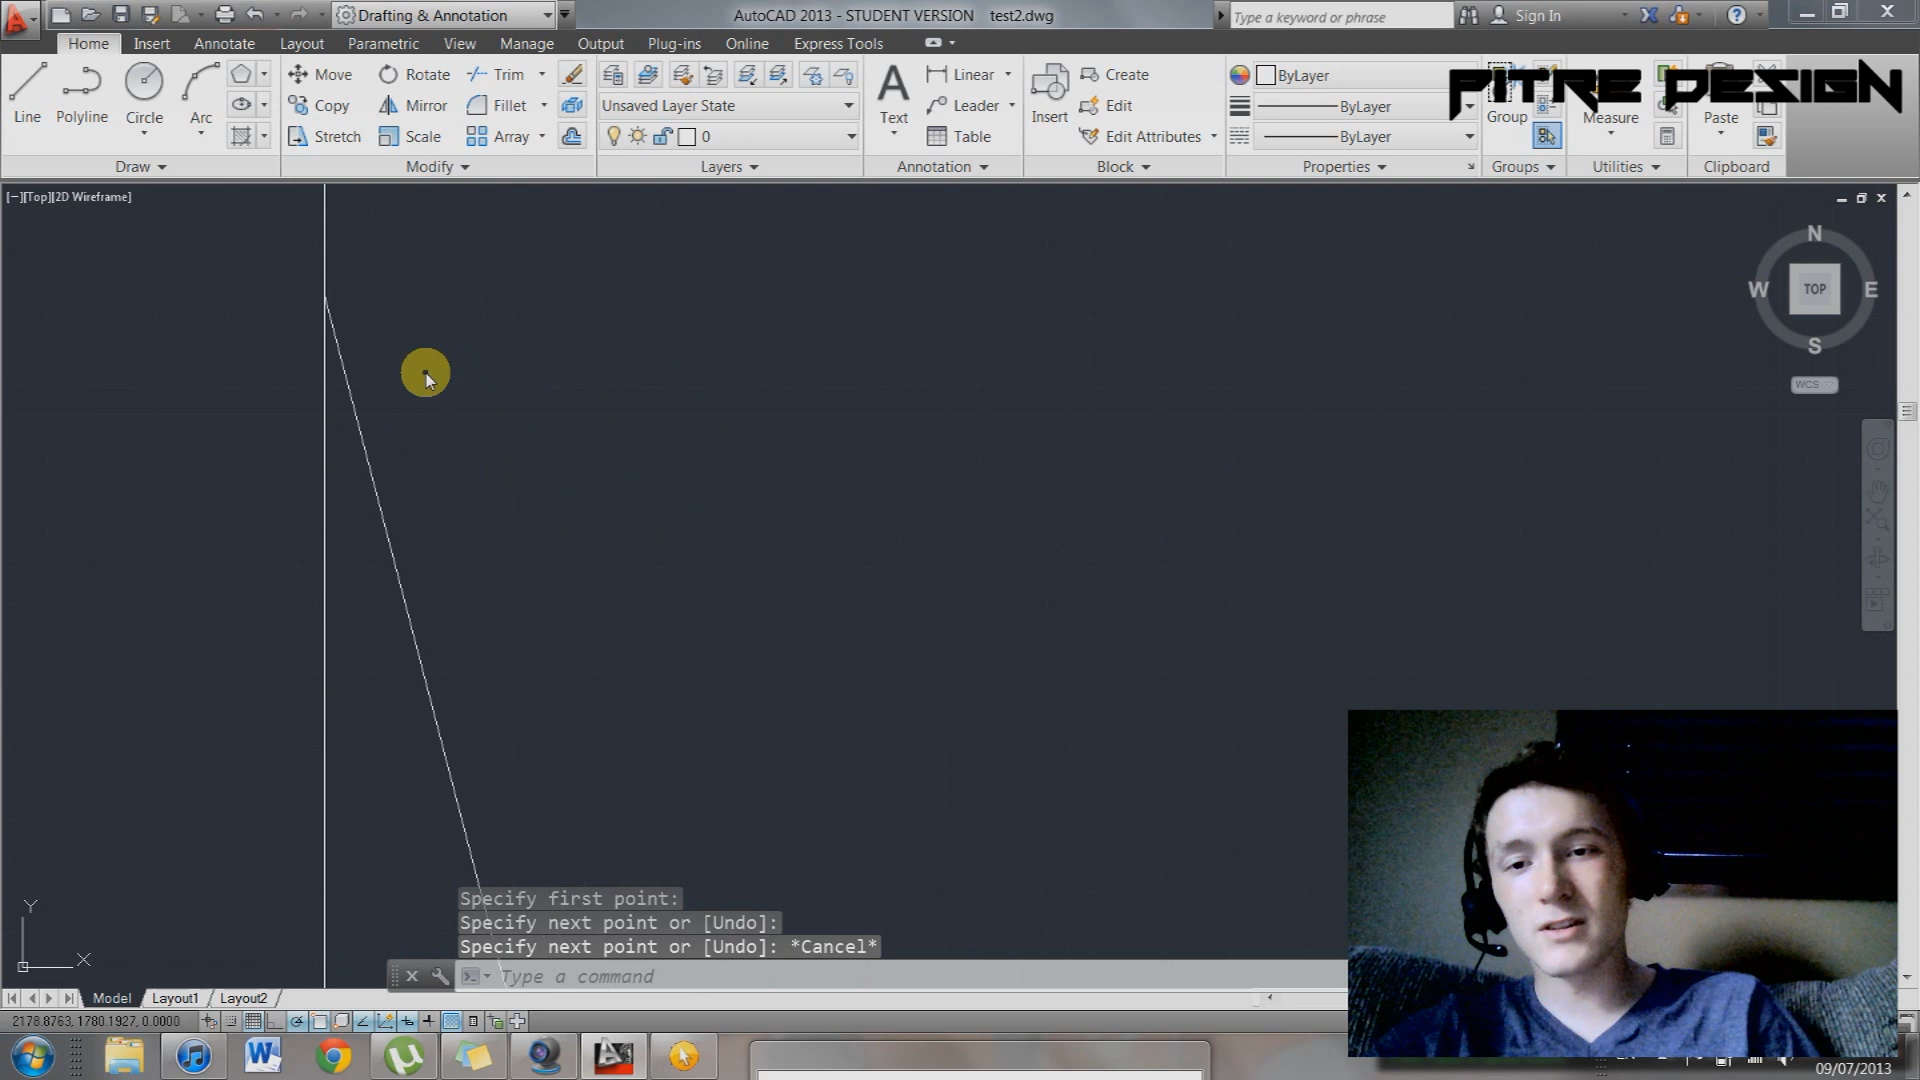 Drafting & Annotation
AutoCAD 2013 - STUDENT VERSION test2.dwg
Type a keyword or phrase
Sign In
Home Insert Annotate Layout Parametric View Manage Output Plug-ins Online Express Tools
PITRE DESIGN
Line
Polyline
Circle
Arc
Move
Rotate
Trim
Copy
Mirror
Fillet
Stretch
Scale
Array
Unsaved Layer State
0
Text
Linear
Leader
Table
Insert
Create
Edit
Edit Attributes
ByLayer
ByLayer
ByLayer
Group
Measure
Paste
Draw
Modify
Layers
Annotation
Block
Properties
Groups
Utilities
Clipboard
[−][Top][2D Wireframe]
N
W
TOP
E
S
WCS
Specify first point:
Specify next point or [Undo]:
Specify next point or [Undo]: *Cancel*
Type a command
Y
X
Model Layout1 Layout2
2178.8763, 1780.1927, 0.0000
09/07/2013